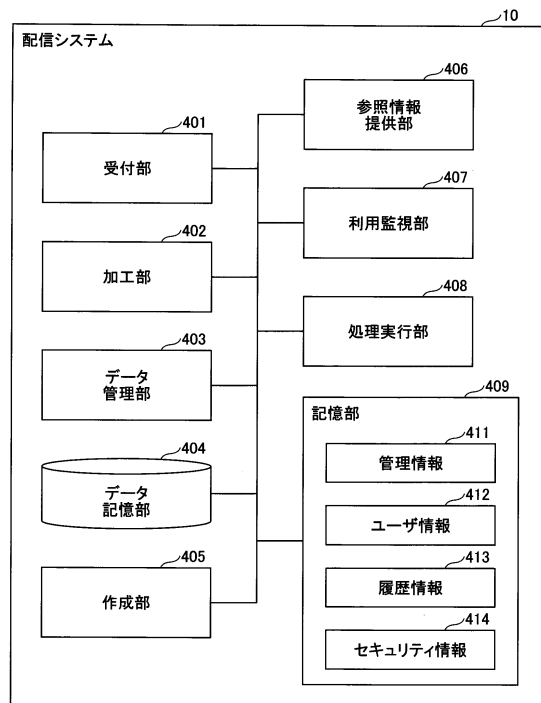 10
配信システム
401
受付部
402
加工部
403
データ
管理部
404
データ
記憶部
405
作成部
406
参照情報
提供部
407
利用監視部
408
処理実行部
409
記憶部
411
管理情報
412
ユーザ情報
413
履歴情報
414
セキュリティ情報